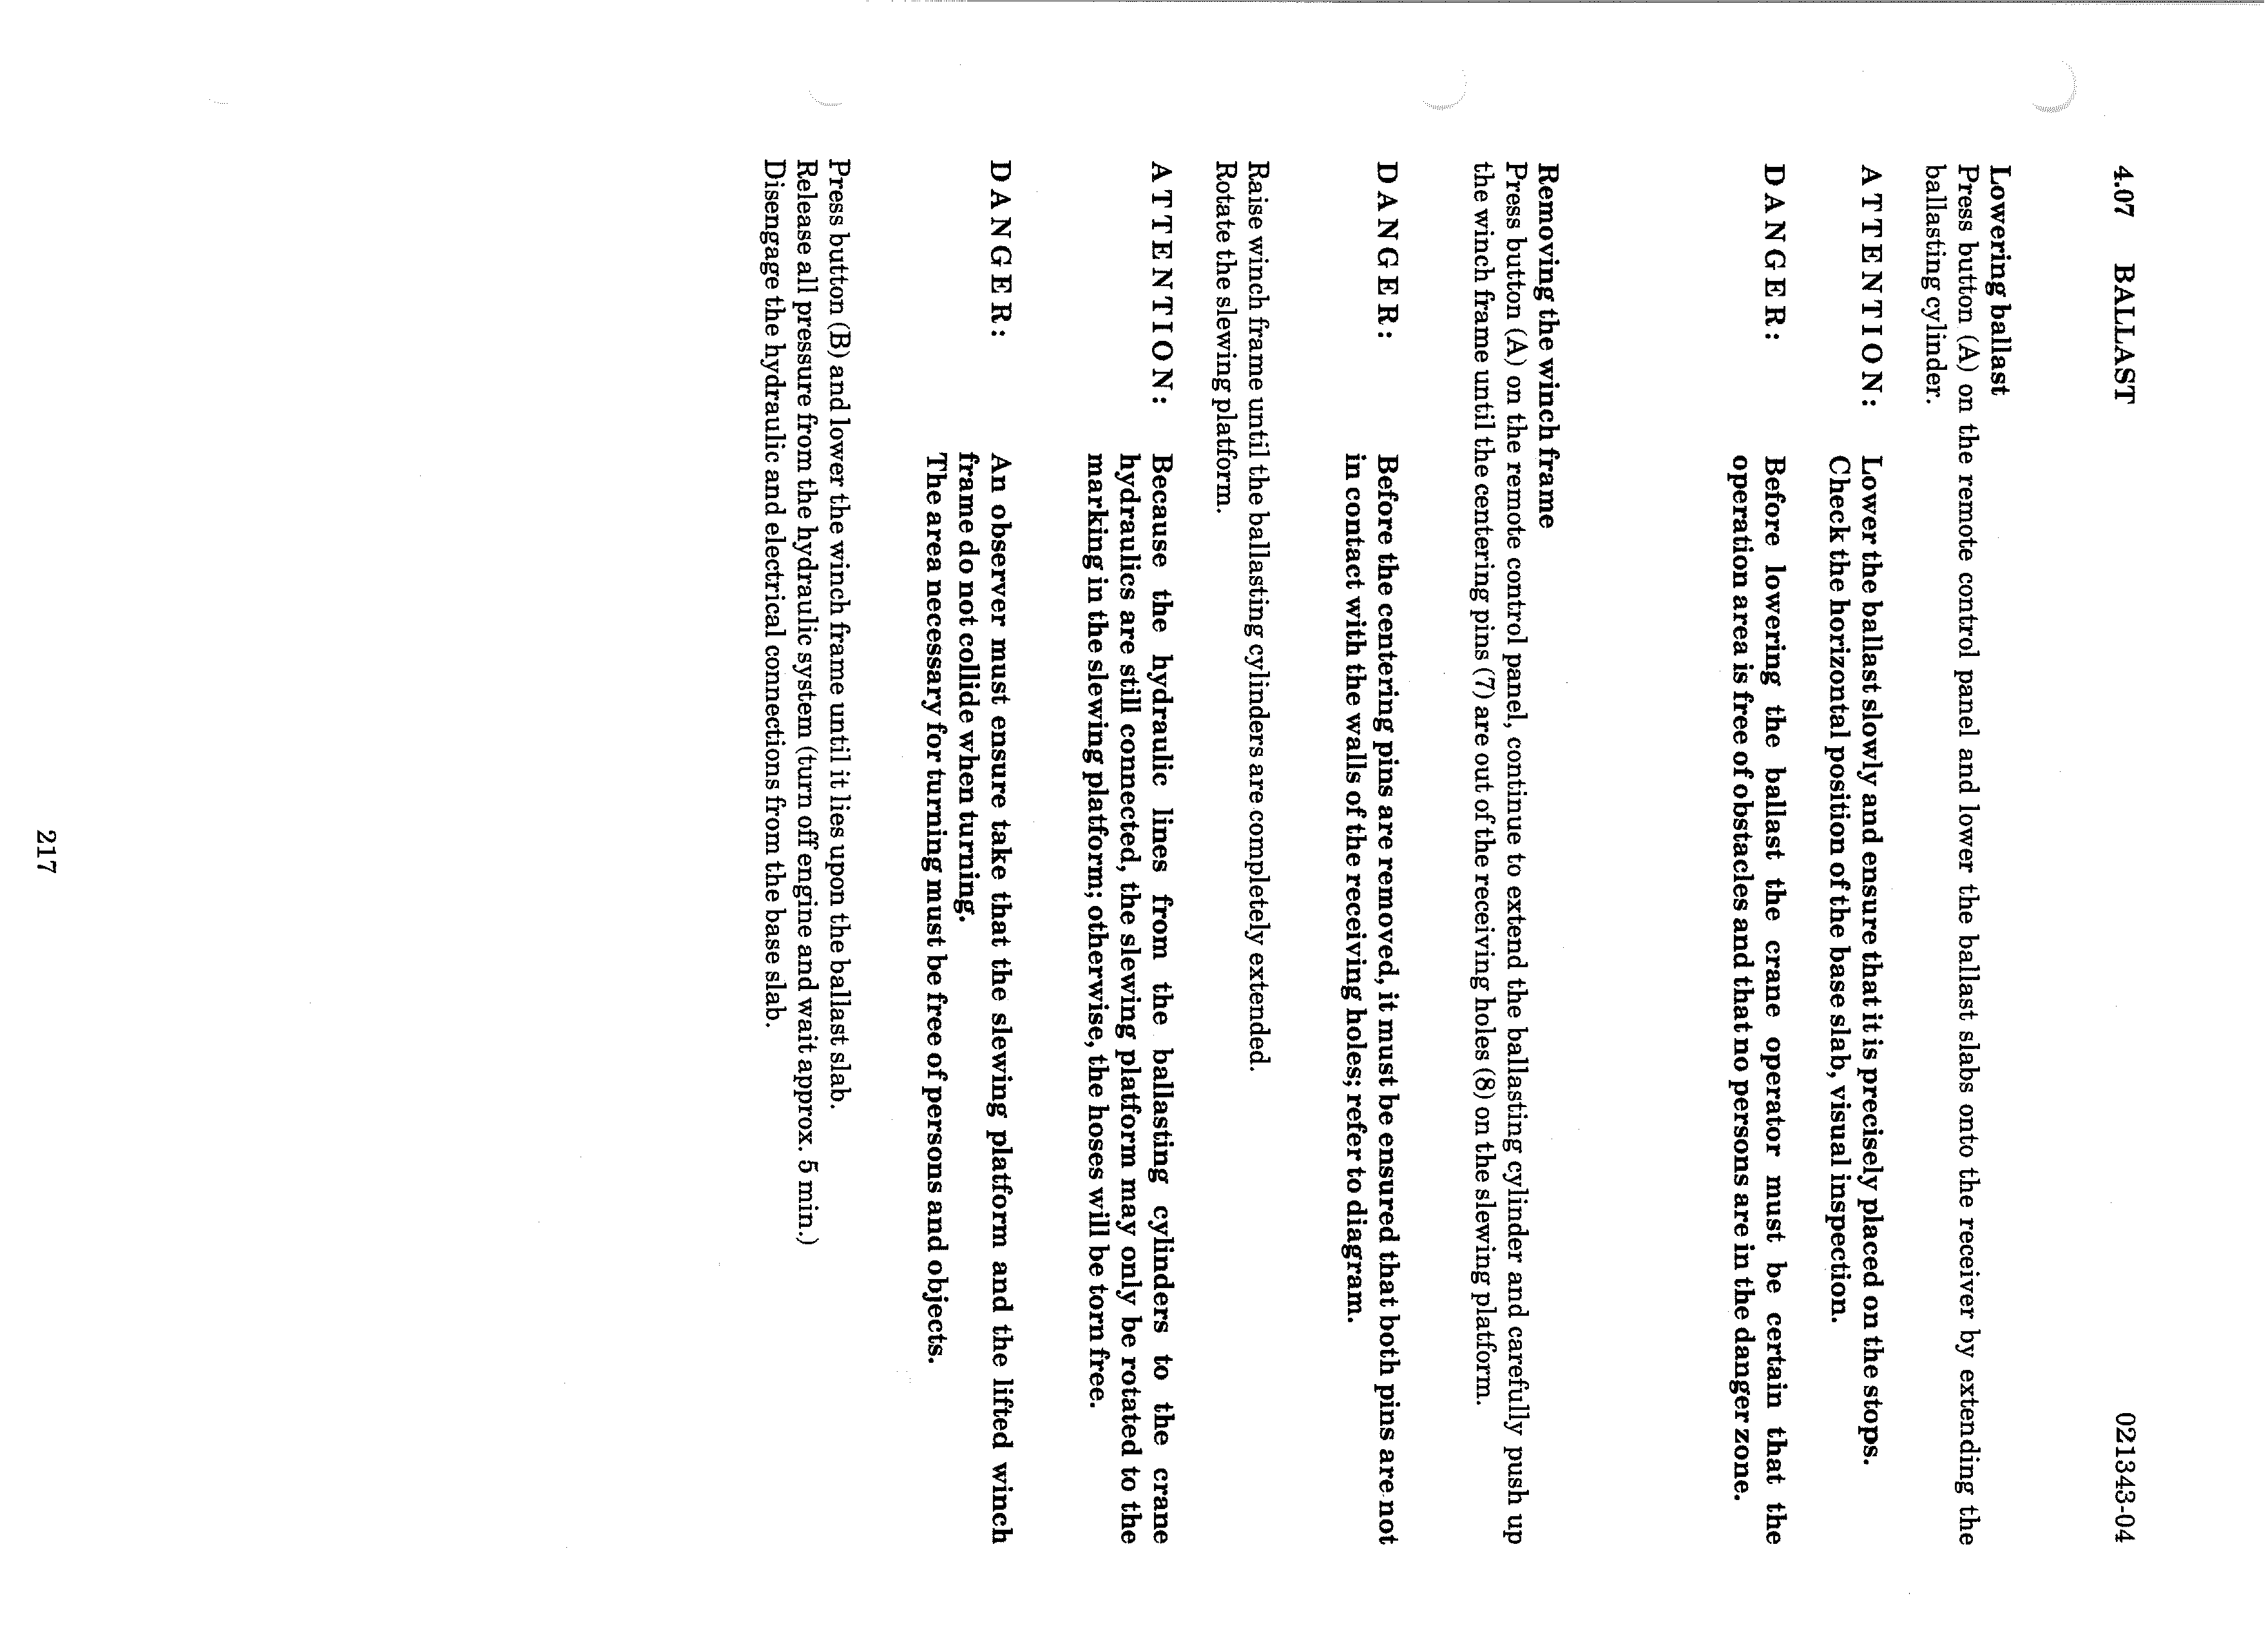 4.07 BALLAST 021343-04
Lowering ballast
Press button (A) on the remote control panel and lower the ballast slabs onto the receiver by extending the
ballasting cylinder.
ATTENTION: Lower the ballast slowly and ensure that it is precisely placed on the stops.
Check the horizontal position of the base slab, visual inspection.
DANGER: Before lowering the ballast the crane operator must be certain that the
operation area is free of obstacles and that no persons are in the danger zone.
Removing the winch frame
Press button (A) on the remote control panel, continue to extend the ballasting cylinder and carefully push up
the winch frame until the centering pins (7) are out of the receiving holes (8) on the slewing platform.
DANGER: Before the centering pins are removed, it must be ensured that both pins are not
in contact with the walls of the receiving holes; refer to diagram.
Raise winch frame until the ballasting cylinders are completely extended.
Rotate the slewing platform.
ATTENTION: Because the hydraulic lines from the ballasting cylinders to the crane
hydraulics are still connected, the slewing platform may only be rotated to the
marking in the slewing platform; otherwise, the hoses will be torn free.
DANGER: An observer must ensure take that the slewing platform and the lifted winch
frame do not collide when turning.
The area necessary for turning must be free of persons and objects.
Press button (B) and lower the winch frame until it lies upon the ballast slab.
Release all pressure from the hydraulic system (turn off engine and wait approx. 5 min.)
Disengage the hydraulic and electrical connections from the base slab.
217